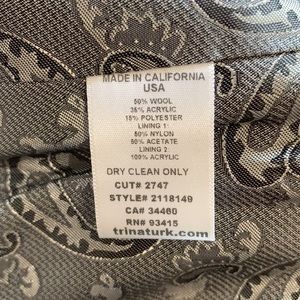 MADE IN CALIFORNIA
USA
50% WOOL
35% ACRYLIC
15% POLYESTER
LINING 1:
50% NYLON
50% ACETATE
LINING 2:
100% ACRYLIC
DRY CLEAN ONLY
CUT# 2747
STYLE# 2118149
CA# 34460
RN# 93415
trinaturk.com